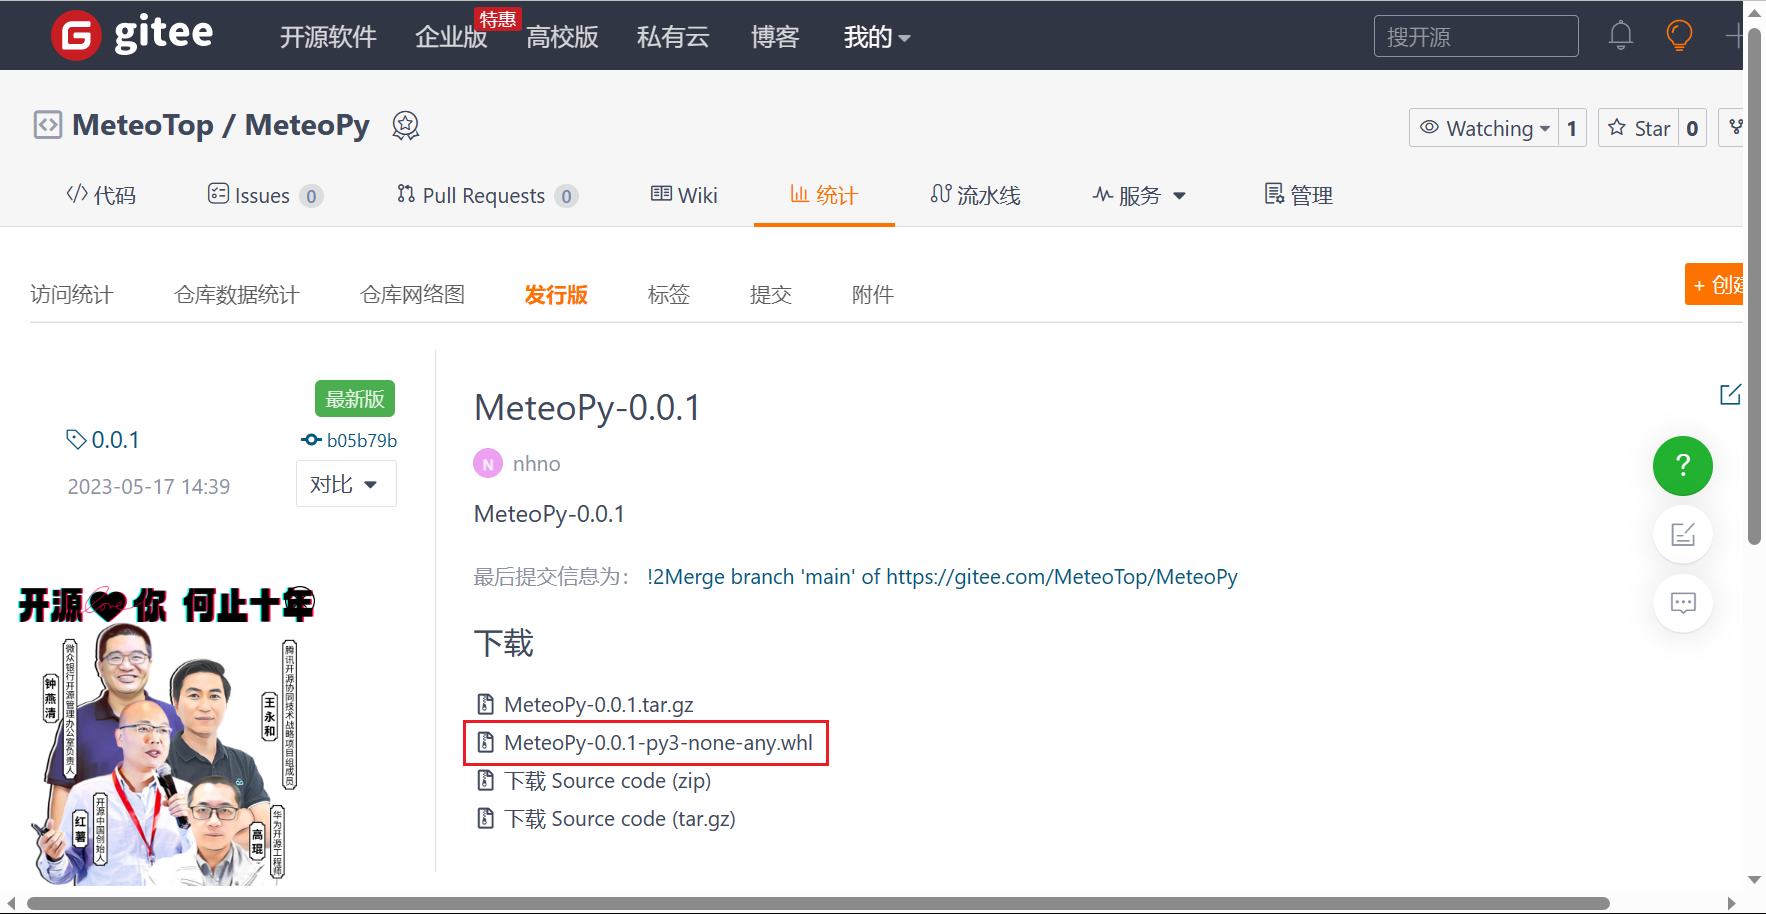 gitee
开源软件 企业版 特惠 高校版 私有云 博客 我的 搜开源
MeteoTop / MeteoPy
Watching 1 Star 0
代码 Issues 0 Pull Requests 0 Wiki 统计 流水线 服务 管理
访问统计 仓库数据统计 仓库网络图 发行版 标签 提交 附件 + 创建
最新版
0.0.1 b05b79b
2023-05-17 14:39 对比
MeteoPy-0.0.1
N nhno
MeteoPy-0.0.1
最后提交信息为： !2Merge branch 'main' of https://gitee.com/MeteoTop/MeteoPy
下载
MeteoPy-0.0.1.tar.gz
MeteoPy-0.0.1-py3-none-any.whl
下载 Source code (zip)
下载 Source code (tar.gz)
?
开源 你 何止十年
微众银行开源管理办公室负责人
钟燕清
腾讯开源协同技术战略项目组成员
王永和
红薯
开源中国创始人
高琨
华为开源工程师